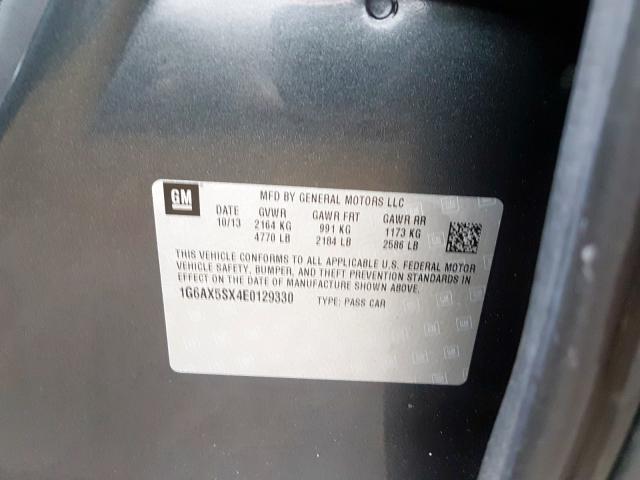 GM
MFD BY GENERAL MOTORS LLC
DATE GVWR GAWR FRT GAWR RR
10/13 2164 KG 991 KG 1173 KG
4770 LB 2184 LB 2586 LB
THIS VEHICLE CONFORMS TO ALL APPLICABLE U.S. FEDERAL MOTOR
VEHICLE SAFETY, BUMPER, AND THEFT PREVENTION STANDARDS IN
EFFECT ON THE DATE OF MANUFACTURE SHOWN ABOVE.
1G6AX5SX4E0129330 TYPE: PASS CAR